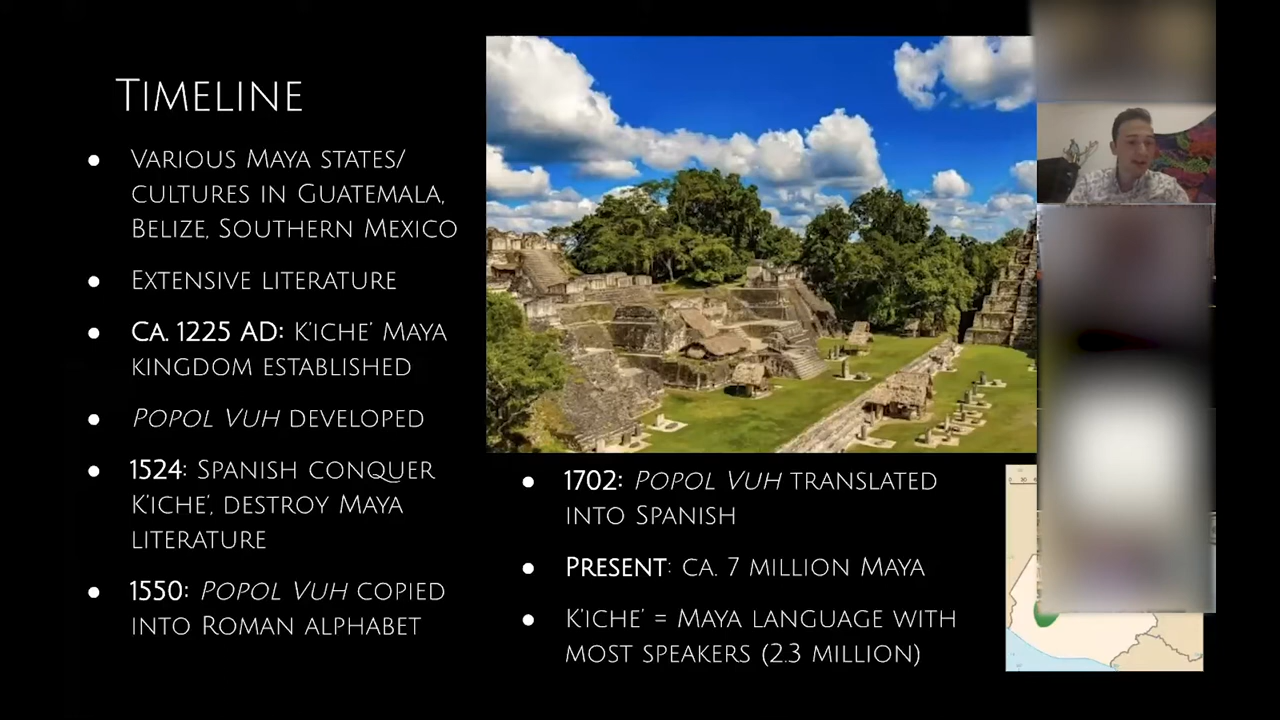 TIMELINE
• VARIOUS MAYA STATES/
CULTURES IN GUATEMALA,
BELIZE, SOUTHERN MEXICO
• EXTENSIVE LITERATURE
• CA. 1225 AD: K'ICHE' MAYA
KINGDOM ESTABLISHED
• POPOL VUH DEVELOPED
• 1524: SPANISH CONQUER
K'ICHE', DESTROY MAYA
LITERATURE
• 1550: POPOL VUH COPIED
INTO ROMAN ALPHABET
• 1702: POPOL VUH TRANSLATED
INTO SPANISH
• PRESENT: CA. 7 MILLION MAYA
• K'ICHE' = MAYA LANGUAGE WITH
MOST SPEAKERS (2.3 MILLION)